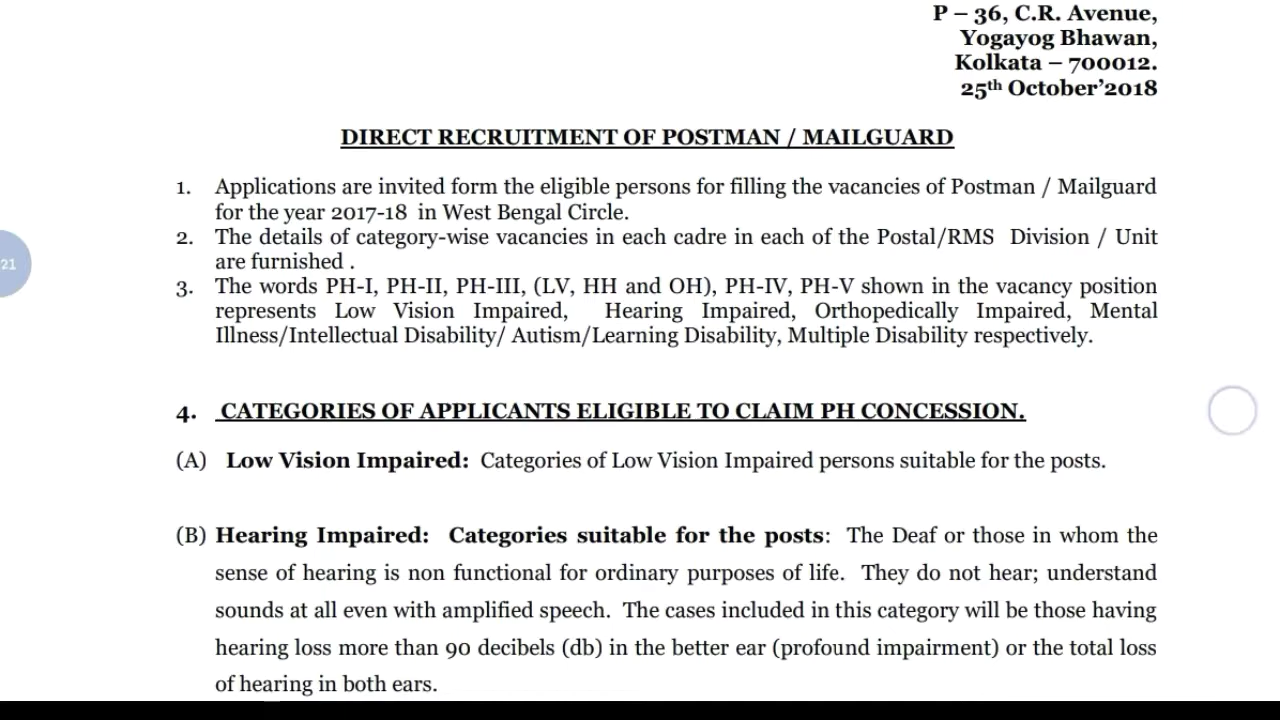 P – 36, C.R. Avenue,
Yogayog Bhawan,
Kolkata – 700012.
25th October’2018
DIRECT RECRUITMENT OF POSTMAN / MAILGUARD
1. Applications are invited form the eligible persons for filling the vacancies of Postman / Mailguard
for the year 2017-18 in West Bengal Circle.
2. The details of category-wise vacancies in each cadre in each of the Postal/RMS Division / Unit
are furnished .
21
3. The words PH-I, PH-II, PH-III, (LV, HH and OH), PH-IV, PH-V shown in the vacancy position
represents Low Vision Impaired, Hearing Impaired, Orthopedically Impaired, Mental
Illness/Intellectual Disability/ Autism/Learning Disability, Multiple Disability respectively.
4. CATEGORIES OF APPLICANTS ELIGIBLE TO CLAIM PH CONCESSION.
(A) Low Vision Impaired: Categories of Low Vision Impaired persons suitable for the posts.
(B) Hearing Impaired: Categories suitable for the posts: The Deaf or those in whom the
sense of hearing is non functional for ordinary purposes of life. They do not hear; understand
sounds at all even with amplified speech. The cases included in this category will be those having
hearing loss more than 90 decibels (db) in the better ear (profound impairment) or the total loss
of hearing in both ears.